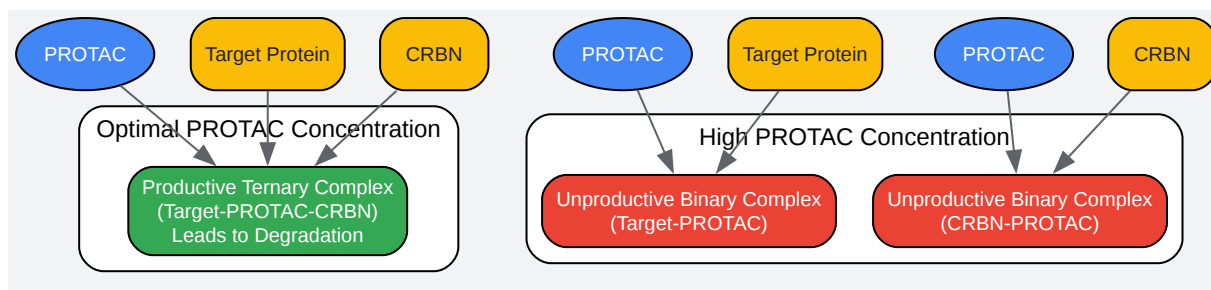 PROTAC
Target Protein
CRBN
Optimal PROTAC Concentration
Productive Ternary Complex
(Target-PROTAC-CRBN)
Leads to Degradation
PROTAC
Target Protein
PROTAC
CRBN
High PROTAC Concentration
Unproductive Binary Complex
(Target-PROTAC)
Unproductive Binary Complex
(CRBN-PROTAC)